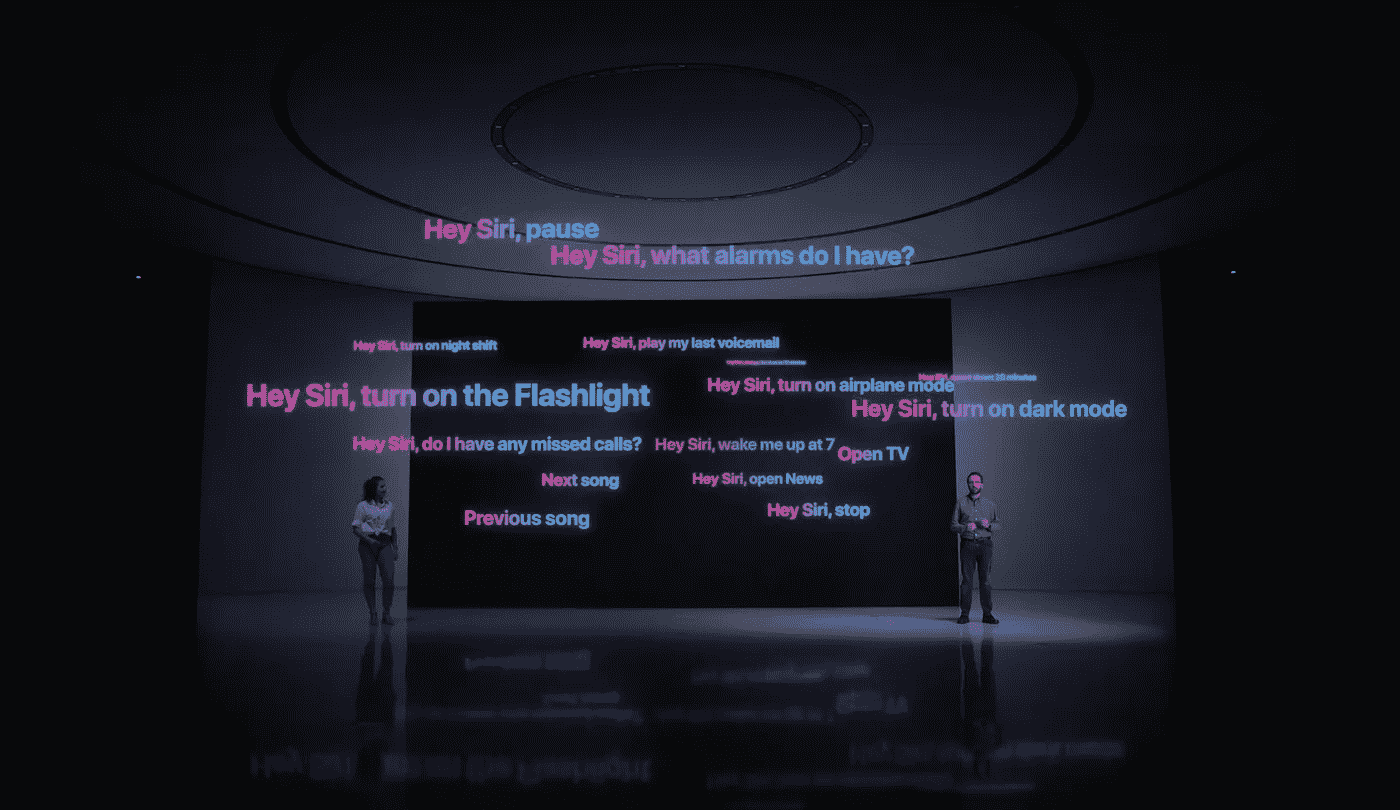 Hey Siri, pause
Hey Siri, what alarms do I have?
Hey Siri, turn on night shift
Hey Siri, play my last voicemail
Hey Siri, turn on airplane mode
Hey Siri, turn on the Flashlight
Hey Siri, turn on dark mode
Hey Siri, do I have any missed calls?
Hey Siri, wake me up at 7
Open TV
Next song
Hey Siri, open News
Hey Siri, stop
Previous song